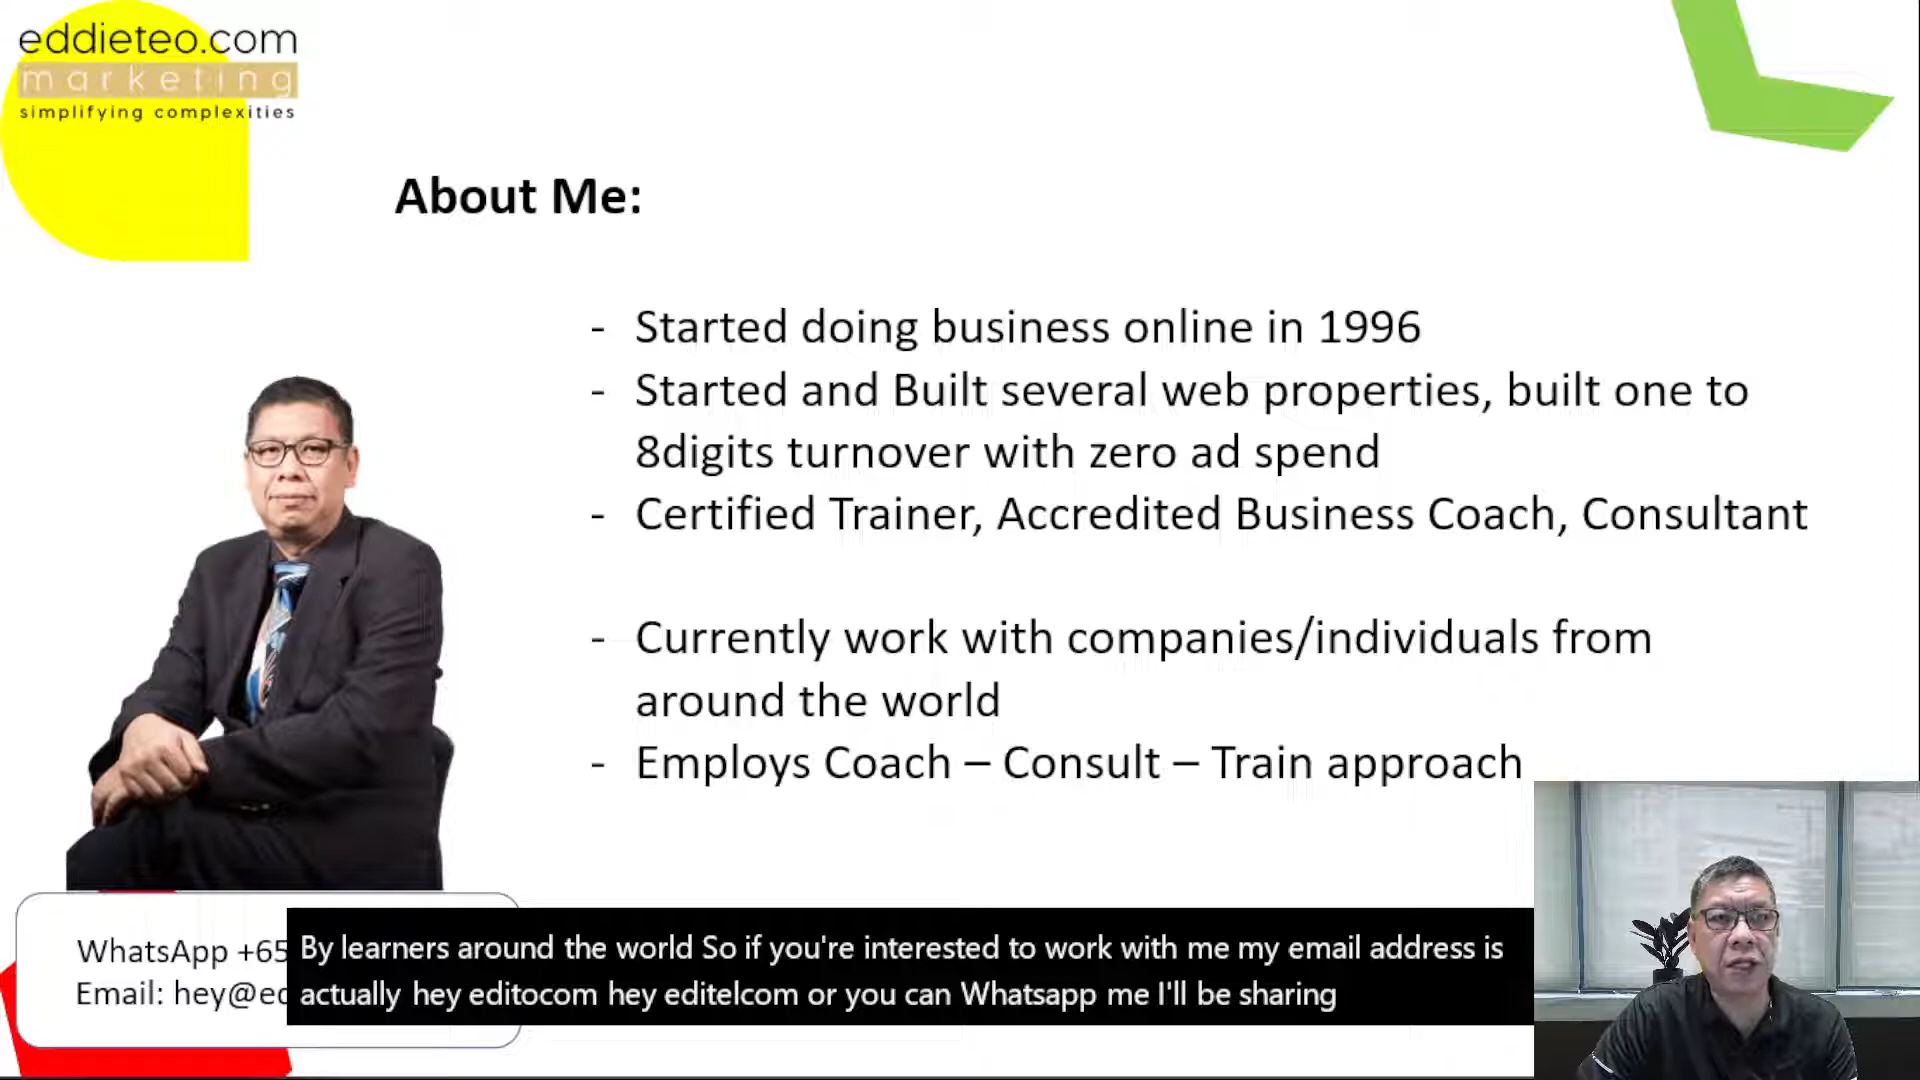 eddieteo.com
marketing
simplifying complexities
About Me:
- Started doing business online in 1996
- Started and Built several web properties, built one to
8digits turnover with zero ad spend
- Certified Trainer, Accredited Business Coach, Consultant
- Currently work with companies/individuals from
around the world
- Employs Coach – Consult – Train approach
WhatsApp +65
Email: hey@ed
By learners around the world So if you're interested to work with me my email address is
actually hey editocom hey editelcom or you can Whatsapp me I'll be sharing